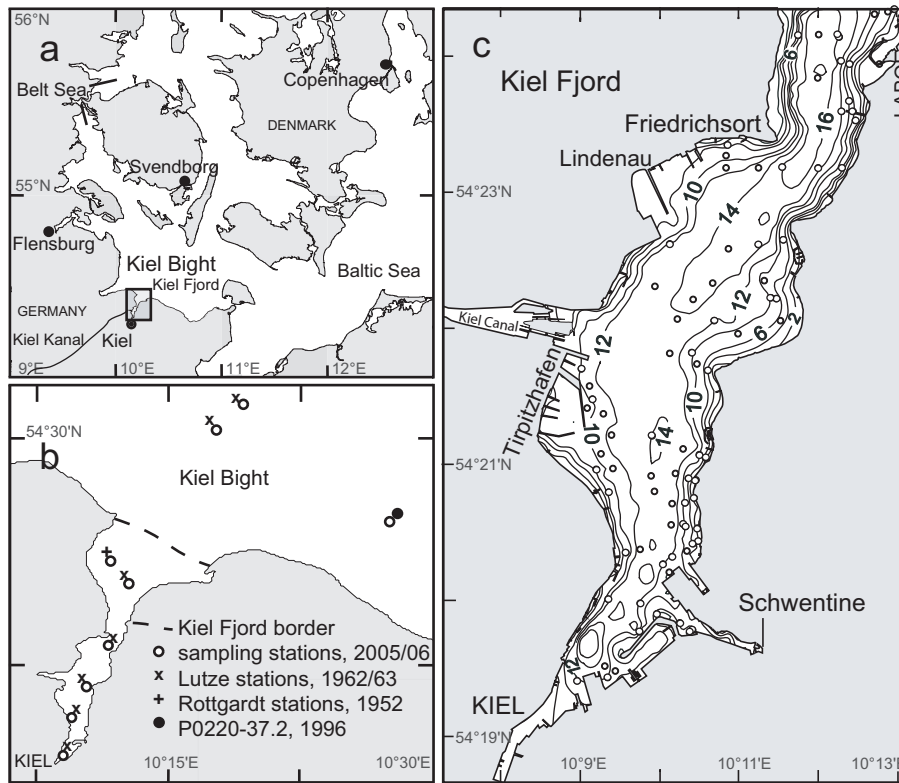 56°N
a
Copenhagen
Belt Sea
DENMARK
Svendborg
55°N
Flensburg
Kiel Bight
Kiel Fjord
Baltic Sea
GERMANY
Kiel Kanal
Kiel
9°E
10°E
11°E
12°E
b
x
x
54°30'N
Kiel Bight
+
x
x
x
x
x
Kiel Fjord border
sampling stations, 2005/06
x Lutze stations, 1962/63
+ Rottgardt stations, 1952
P0220-37.2, 1996
KIEL
10°15'E
10°30'E
c
Kiel Fjord
6
16
Friedrichsort
Lindenau
10
54°23'N
14
12
6
2
Kiel Canal
12
Tirpitzhafen
10
10
14
54°21'N
Schwentine
12
KIEL
54°19'N
10°9'E
10°11'E
10°13'E